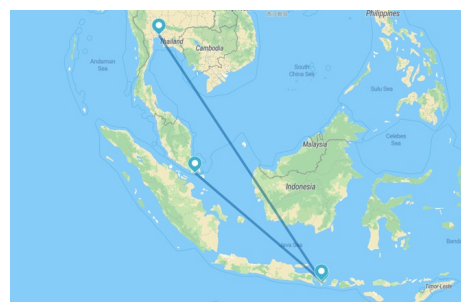 Philippines
Thailand
Cambodia
Andaman
Sea
South
China Sea
Sulu Sea
Celebes
Sea
Malaysia
Indonesia
Java Sea
Timor-Leste